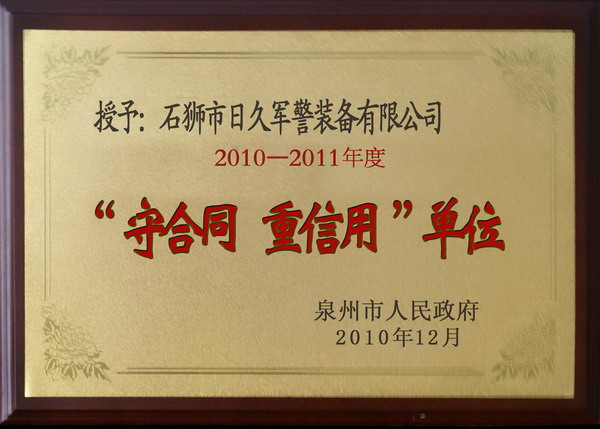 授予：石狮市日久军警装备有限公司
2010—2011年度
“守合同 重信用”单位
泉州市人民政府
2010年12月